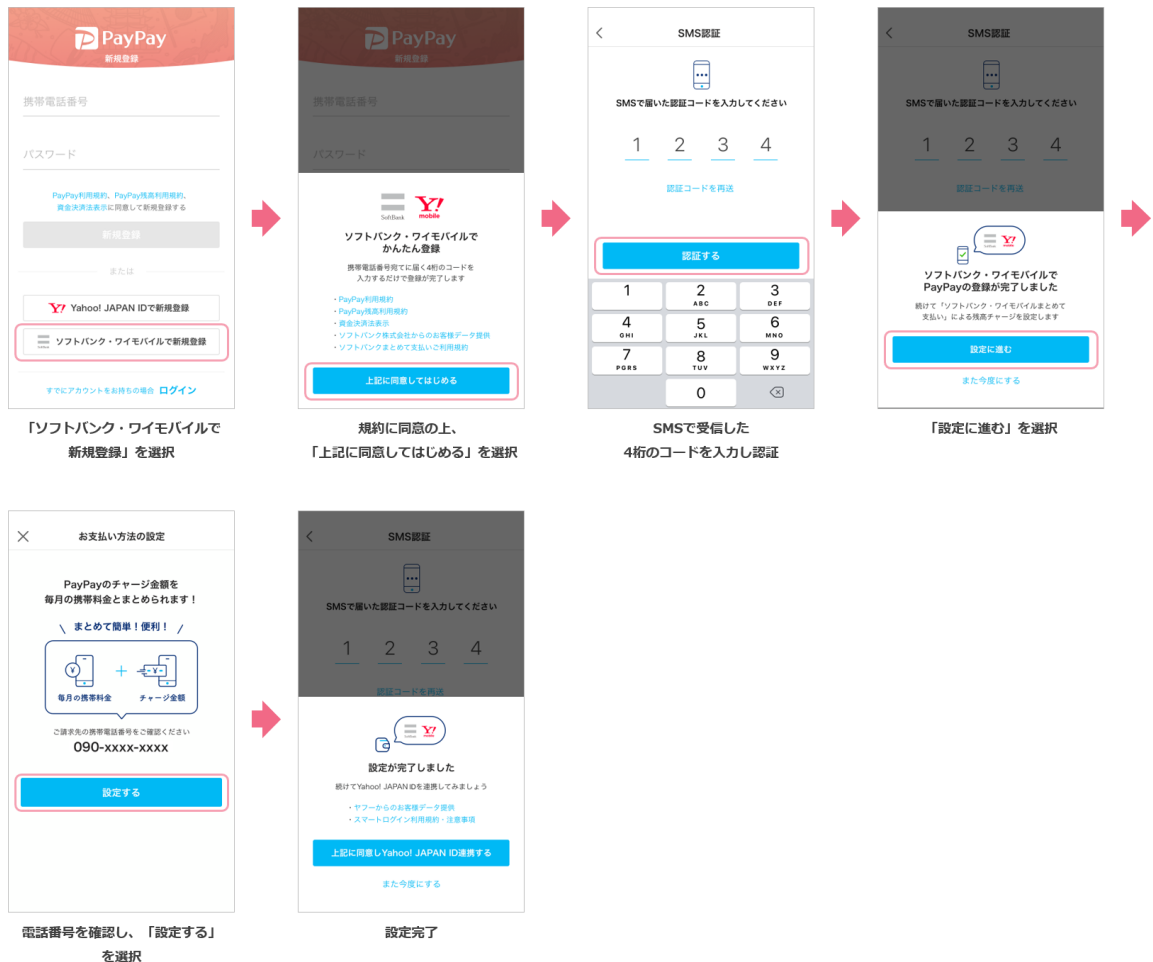 PayPay
新規登録
携帯電話番号
パスワード
PayPay利用規約、PayPay残高利用規約、
資金決済法表示に同意して新規登録する
新規登録
または
Y! Yahoo! JAPAN IDで新規登録
ソフトバンク・ワイモバイルで新規登録
すでにアカウントをお持ちの場合 ログイン
「ソフトバンク・ワイモバイルで
新規登録」を選択
PayPay
新規登録
携帯電話番号
パスワード
SoftBank
Y!
mobile
ソフトバンク・ワイモバイルで
かんたん登録
携帯電話番号宛てに届く4桁のコードを
入力するだけで登録が完了します
・PayPay利用規約
・PayPay残高利用規約
・資金決済法表示
・ソフトバンク株式会社からのお客様データ提供
・ソフトバンクまとめて支払いご利用規約
上記に同意してはじめる
規約に同意の上、
「上記に同意してはじめる」を選択
SMS認証
SMSで届いた認証コードを入力してください
1 2 3 4
認証コードを再送
認証する
1 2 3
ABC DEF
4 5 6
GHI JKL MNO
7 8 9
PQRS TUV WXYZ
0
SMSで受信した
4桁のコードを入力し認証
SMS認証
SMSで届いた認証コードを入力してください
1 2 3 4
認証コードを再送
Y!
ソフトバンク・ワイモバイルで
PayPayの登録が完了しました
続けて「ソフトバンク・ワイモバイルまとめて
支払い」による残高チャージを設定します
設定に進む
また今度にする
「設定に進む」を選択
お支払い方法の設定
PayPayのチャージ金額を
毎月の携帯料金とまとめられます！
\ まとめて簡単！便利！ /
¥ + ¥
毎月の携帯料金 チャージ金額
ご請求先の携帯電話番号をご確認ください
090-xxxx-xxxx
設定する
電話番号を確認し、「設定する」
を選択
SMS認証
SMSで届いた認証コードを入力してください
1 2 3 4
認証コードを再送
Y!
設定が完了しました
続けてYahoo! JAPAN IDを連携してみましょう
・ヤフーからのお客様データ提供
・スマートログイン利用規約・注意事項
上記に同意しYahoo! JAPAN ID連携する
また今度にする
設定完了